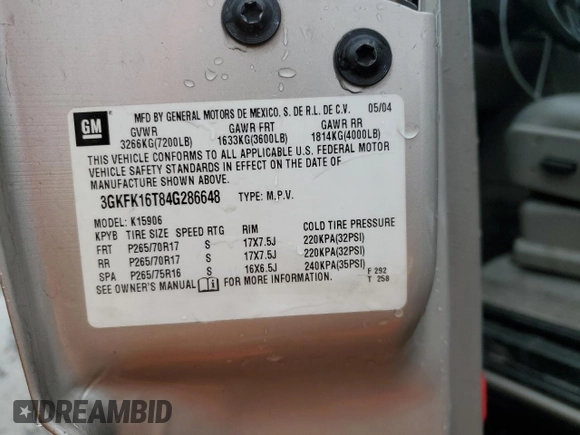 GM
MFD BY GENERAL MOTORS DE MEXICO, S. DE R.L. DE C.V. 05/04
GVWR GAWR FRT GAWR RR
3266KG(7200LB) 1633KG(3600LB) 1814KG(4000LB)
THIS VEHICLE CONFORMS TO ALL APPLICABLE U.S. FEDERAL MOTOR
VEHICLE SAFETY STANDARDS IN EFFECT ON THE DATE OF
MANUFACTURE SHOWN ABOVE.
3GKFK16T84G286648 TYPE: M.P.V.
MODEL: K15906
KPYB TIRE SIZE SPEED RTG RIM COLD TIRE PRESSURE
FRT P265/70R17 S 17X7.5J 220KPA(32PSI)
RR P265/70R17 S 17X7.5J 220KPA(32PSI)
SPA P265/75R16 S 16X6.5J 240KPA(35PSI)
SEE OWNER'S MANUAL i FOR MORE INFORMATION.
F 292
T 258
DREAMBID